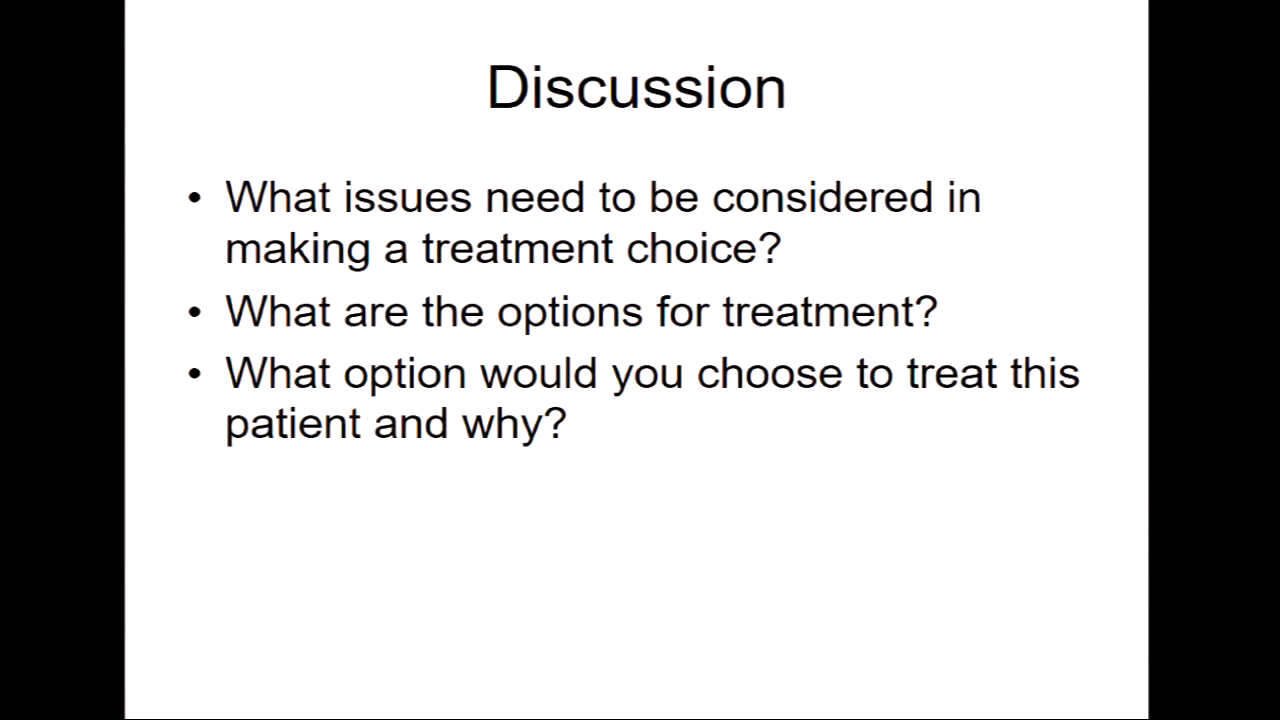 Discussion
• What issues need to be considered in
making a treatment choice?
• What are the options for treatment?
• What option would you choose to treat this
patient and why?